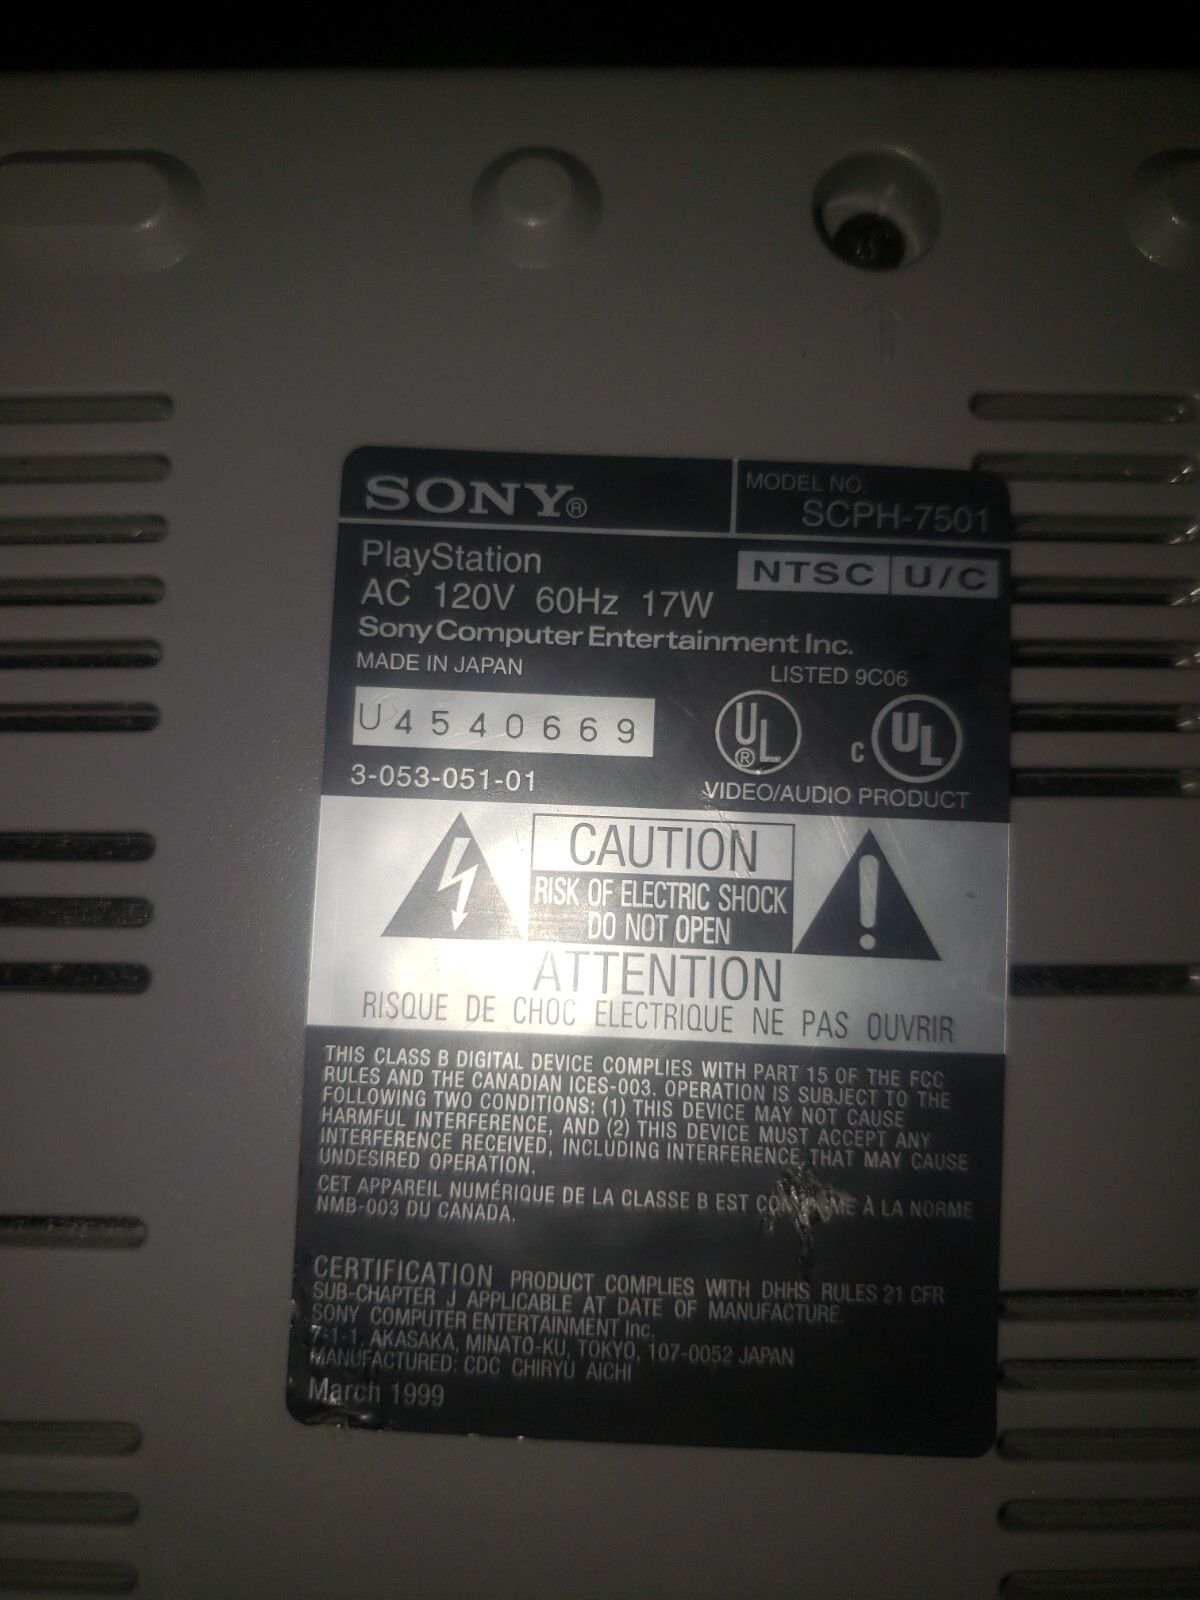 SONY®
MODEL NO.
SCPH-7501
PlayStation
NTSC U/C
AC 120V 60Hz 17W
Sony Computer Entertainment Inc.
MADE IN JAPAN
LISTED 9C06
U4540669
UL ®
C UL
3-053-051-01
VIDEO/AUDIO PRODUCT
CAUTION
RISK OF ELECTRIC SHOCK
DO NOT OPEN
ATTENTION
RISQUE DE CHOC ELECTRIQUE NE PAS OUVRIR
THIS CLASS B DIGITAL DEVICE COMPLIES WITH PART 15 OF THE FCC
RULES AND THE CANADIAN ICES-003. OPERATION IS SUBJECT TO THE
FOLLOWING TWO CONDITIONS: (1) THIS DEVICE MAY NOT CAUSE
HARMFUL INTERFERENCE, AND (2) THIS DEVICE MUST ACCEPT ANY
INTERFERENCE RECEIVED, INCLUDING INTERFERENCE THAT MAY CAUSE
UNDESIRED OPERATION.
CET APPAREIL NUMÉRIQUE DE LA CLASSE B EST À LA NORME
NMB-003 DU CANADA.
CERTIFICATION PRODUCT COMPLIES WITH DHHS RULES 21 CFR
SUB-CHAPTER J APPLICABLE AT DATE OF MANUFACTURE.
SONY COMPUTER ENTERTAINMENT Inc.
7-1-1, AKASAKA, MINATO-KU, TOKYO, 107-0052 JAPAN
MANUFACTURED: CDC CHIRYU AICHI
March 1999